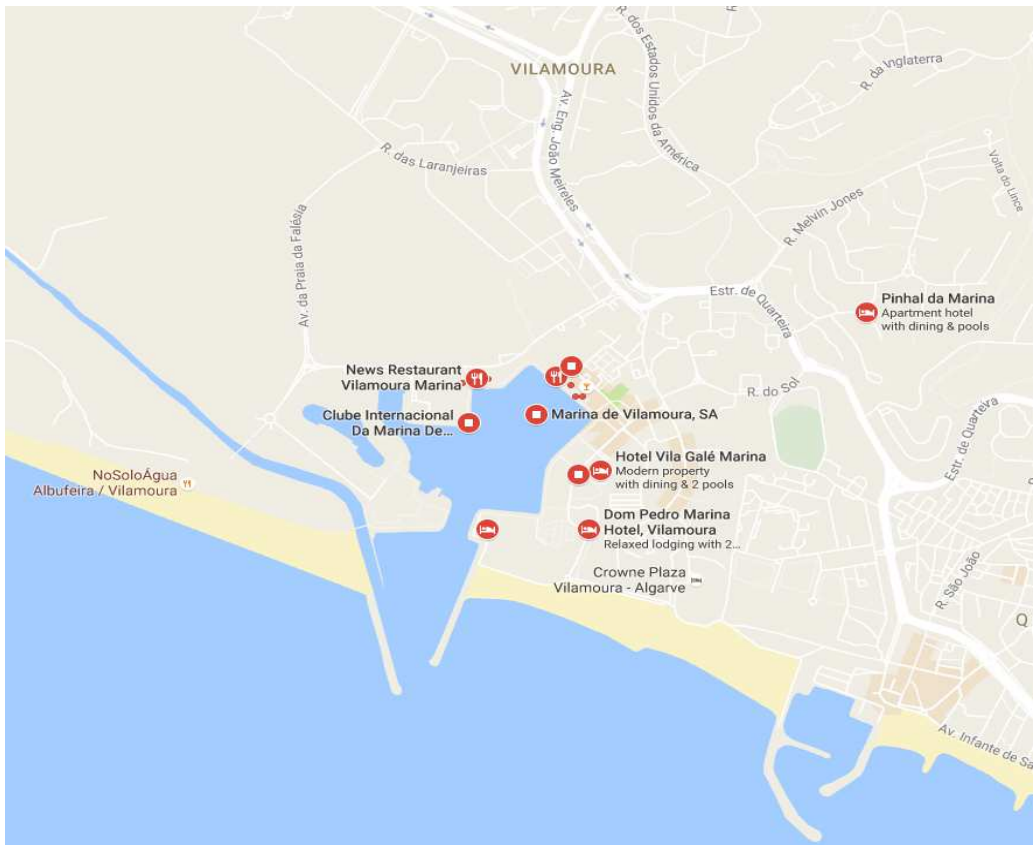 VILAMOURA
R. dos Estados Unidos da América
R. da Inglaterra
Av. Eng. João Meireles
R. das Laranjeiras
Volta do Lince
R. Melvin Jones
Av. da Praia da Falésia
Estr. de Quarteira
Pinhal da Marina
Apartment hotel
with dining & pools
News Restaurant
Vilamoura Marina
R. do Sol
Clube Internacional
Da Marina De...
Marina de Vilamoura, SA
Estr. de Quarteira
Hotel Vila Galé Marina
Modern property
with dining & 2 pools
NoSoloÁgua
Albufeira / Vilamoura
Dom Pedro Marina
Hotel, Vilamoura
Relaxed lodging with 2...
Crowne Plaza
Vilamoura - Algarve
R. São João
Q
Av. Infante de Sa